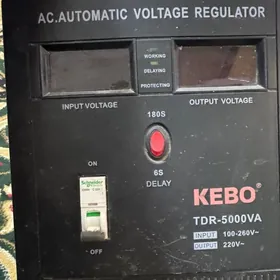 AC.AUTOMATIC VOLTAGE REGULATOR
WORKING
DELAYING
PROTECTING
INPUT VOLTAGE
OUTPUT VOLTAGE
180S
ON
6S
DELAY
Schneider
KEBO
TDR-5000VA
INPUT 100-260V~
OUTPUT 220V~
OFF